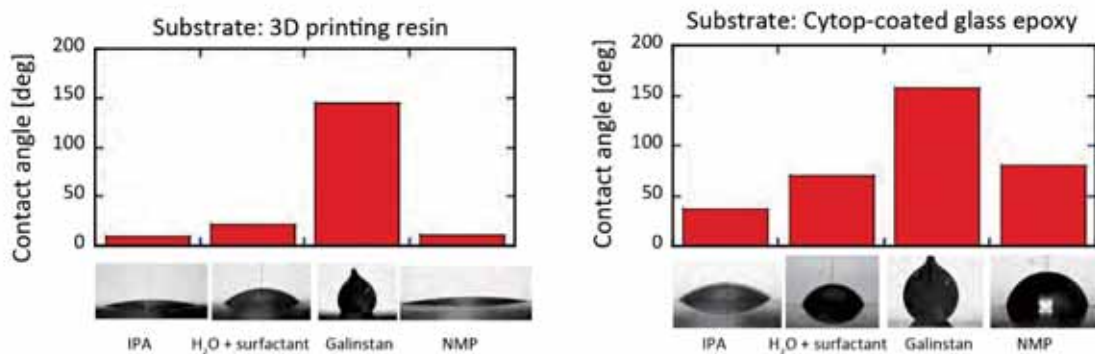 Substrate: 3D printing resin
Contact angle [deg]
200
150
100
50
0
IPA
H₂O + surfactant
Galinstan
NMP
Substrate: Cytop-coated glass epoxy
Contact angle [deg]
200
150
100
50
0
IPA
H₂O + surfactant
Galinstan
NMP